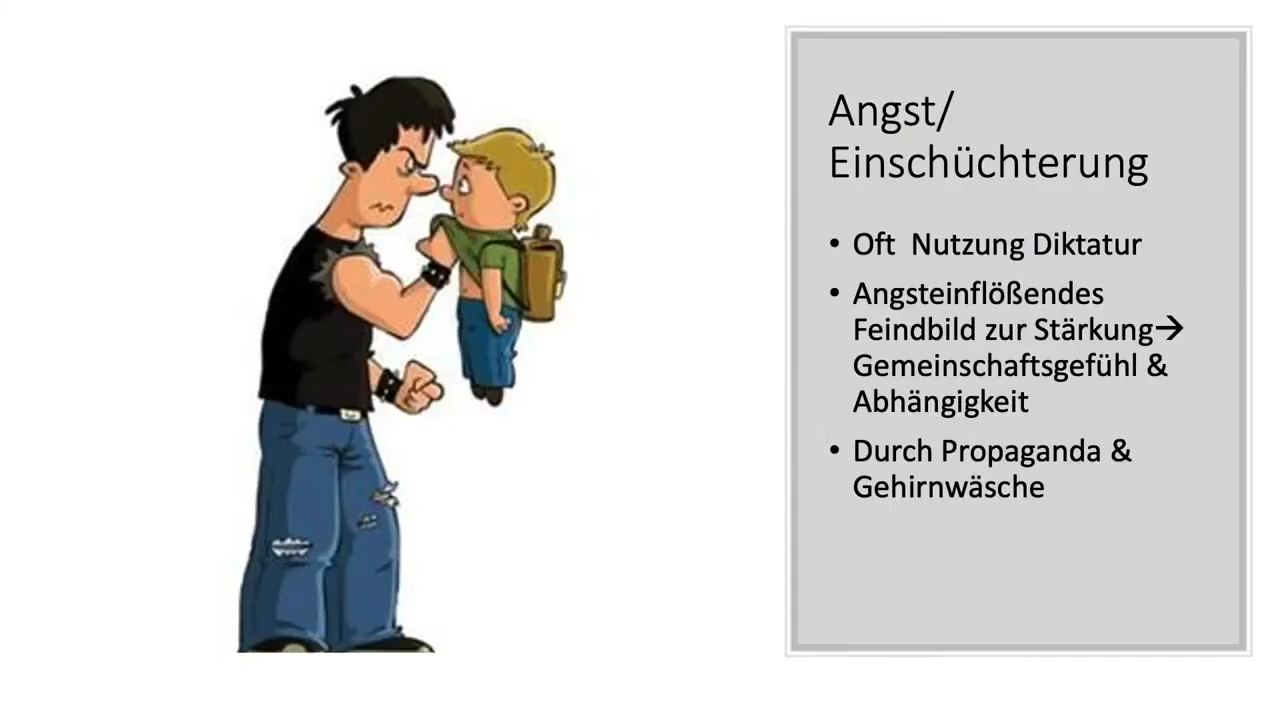 Angst/
Einschüchterung
• Oft  Nutzung Diktatur
• Angsteinflößendes
Feindbild zur Stärkung→
Gemeinschaftsgefühl &
Abhängigkeit
• Durch Propaganda &
Gehirnwäsche